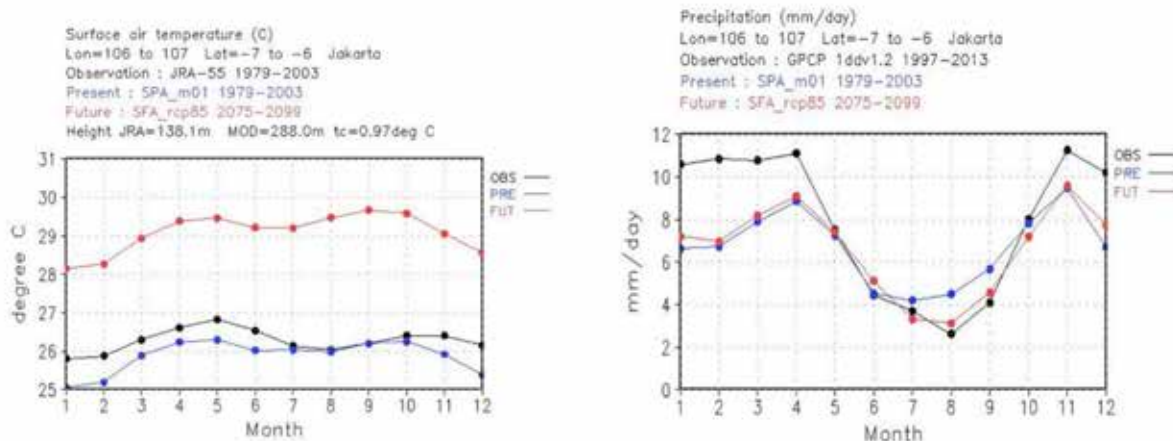 Surface air temperature (C)
Lon=106 to 107 Lat=-7 to -6 Jakarta
Observation : JRA-55 1979-2003
Present : SPA_m01 1979-2003
Future : SFA_rcp85 2075-2099
Height JRA=138.1m MOD=288.0m tc=0.97deg C
31
30
29
28
27
26
25
degree C
1 2 3 4 5 6 7 8 9 10 11 12
Month
OBS
PRE
FUT
Precipitation (mm/day)
Lon=106 to 107 Lat=-7 to -6 Jakarta
Observation : GPCP 1ddv1.2 1997-2013
Present : SPA_m01 1979-2003
Future : SFA_rcp85 2075-2099
12
10
8
6
4
2
0
mm/day
1 2 3 4 5 6 7 8 9 10 11 12
Month
OBS
PRE
FUT